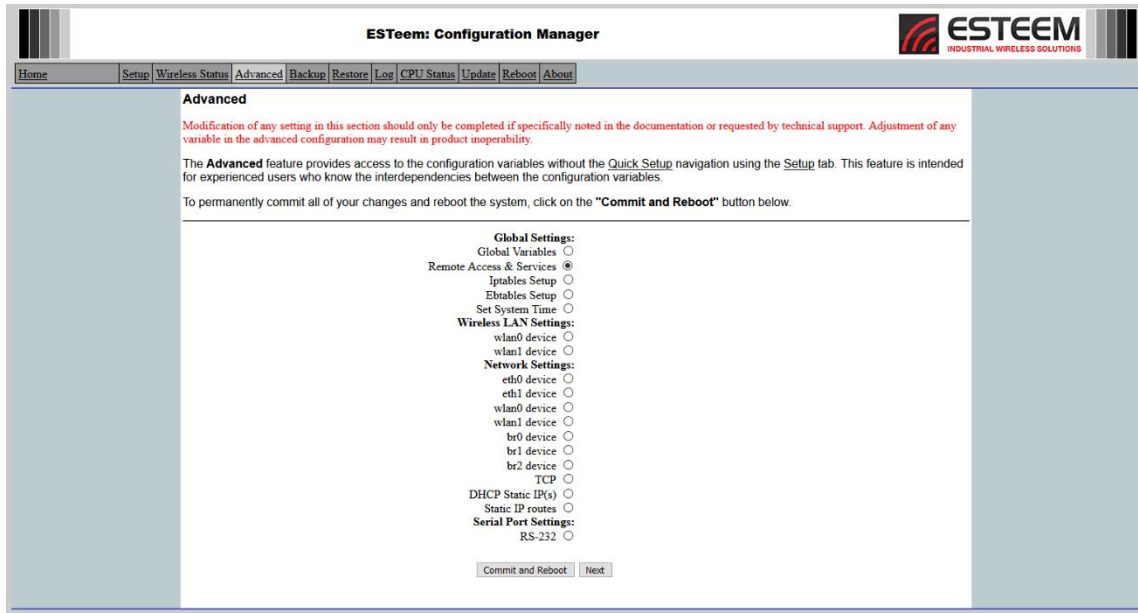 ESTeem: Configuration Manager
ESTEEM
INDUSTRIAL WIRELESS SOLUTIONS
Home Setup Wireless Status Advanced Backup Restore Log CPU Status Update Reboot About
Advanced
Modification of any setting in this section should only be completed if specifically noted in the documentation or requested by technical support. Adjustment of any
variable in the advanced configuration may result in product inoperability.
The Advanced feature provides access to the configuration variables without the Quick Setup navigation using the Setup tab. This feature is intended
for experienced users who know the interdependencies between the configuration variables.
To permanently commit all of your changes and reboot the system, click on the "Commit and Reboot" button below.
Global Settings:
Global Variables
Remote Access & Services
Iptables Setup
Ebtables Setup
Set System Time
Wireless LAN Settings:
wlan0 device
wlan1 device
Network Settings:
eth0 device
eth1 device
wlan0 device
wlan1 device
br0 device
br1 device
br2 device
TCP
DHCP Static IP(s)
Static IP routes
Serial Port Settings:
RS-232
Commit and Reboot Next